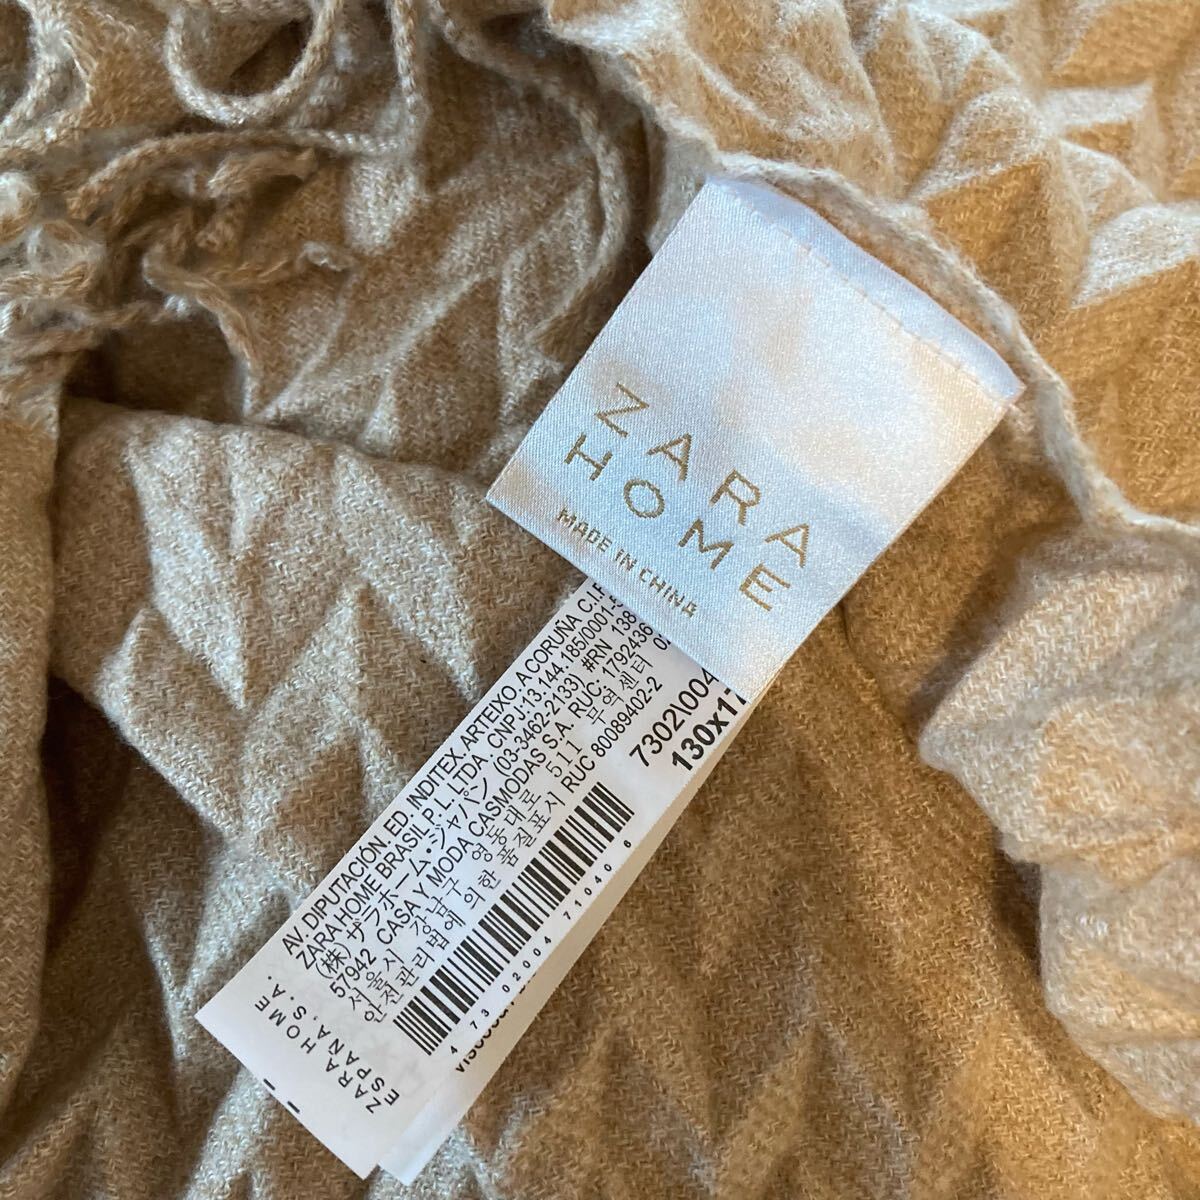 ZARA
HOME
MADE IN CHINA
ZARA HOME
ESPAÑA, S.A.
AV. DIPUTACIÓN. ED. INDITEX. ARTEIXO. A CORUÑA C.I.F
ZARA HOME BRASIL P.L. LTDA. CNPJ:13.144.185/0001-
(株) ザラホーム・ジャパン (03-3462-2133) #RN 138
57942 CASA Y MODA CASMODAS S.A. RUC: 1792436
서울시 강남구 영동대로 511 무역센터
안전관리법에 의한 품질표시 RUC 80089402-2
4 7302004 710406
7302\004
130x17